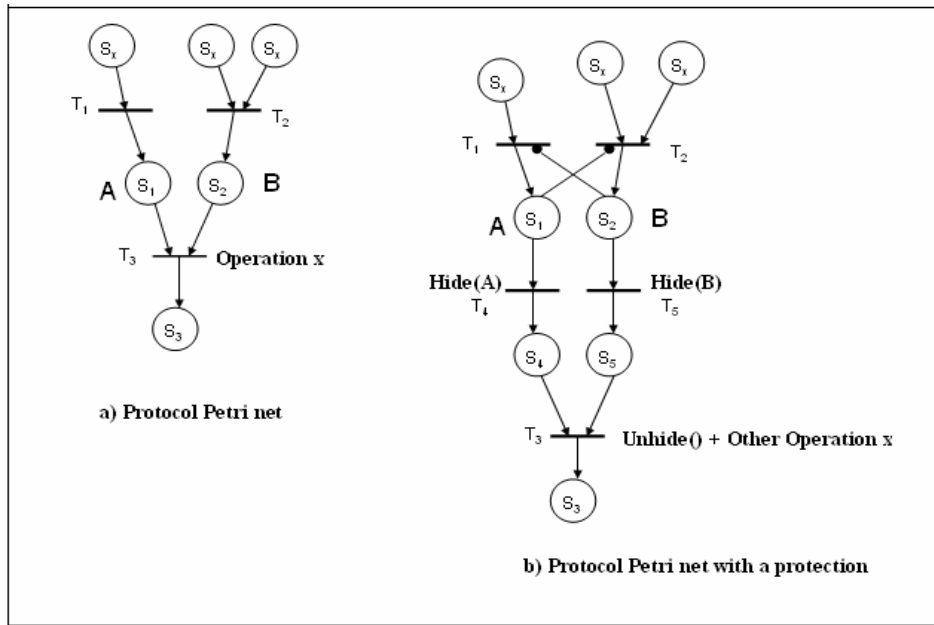 Sₓ Sₓ Sₓ
T₁ T₂
A S₁ S₂ B
T₃ Operation x
S₃
a) Protocol Petri net
Sₓ Sₓ Sₓ
T₁ T₂
A S₁ S₂ B
Hide(A) Hide(B)
T₄ T₅
S₄ S₅
T₃ Unhide() + Other Operation x
S₃
b) Protocol Petri net with a protection